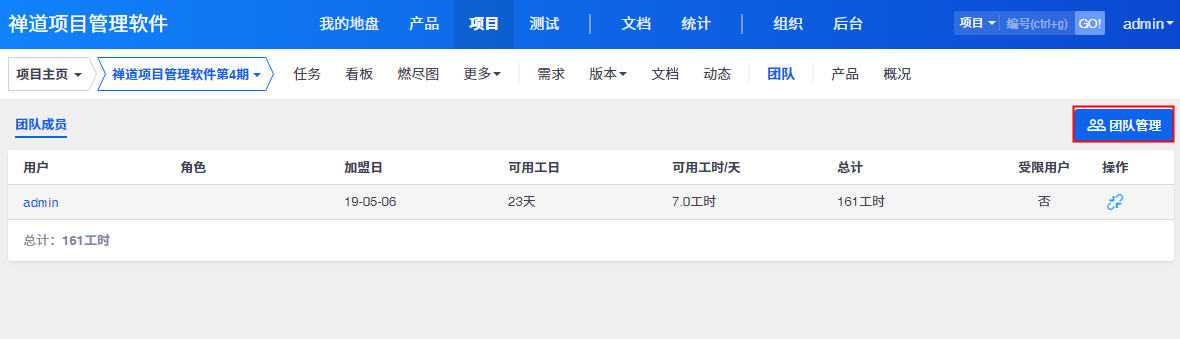 禅道项目管理软件 我的地盘 产品 项目 测试 文档 统计 组织 后台 项目 编号(ctrl+g) GO! admin
项目主页 禅道项目管理软件第4期 任务 看板 燃尽图 更多 需求 版本 文档 动态 团队 产品 概况
团队成员 团队管理
用户 角色 加盟日 可用工日 可用工时/天 总计 受限用户 操作
admin 19-05-06 23天 7.0工时 161工时 否
总计：161工时